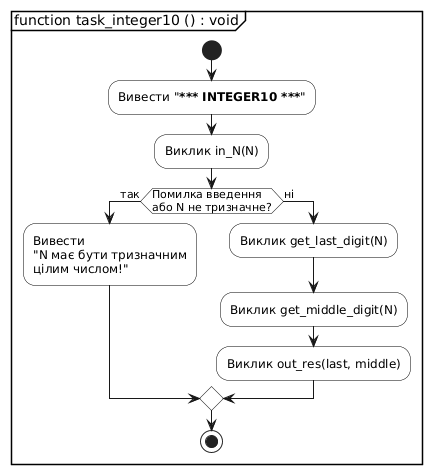 function task_integer10 () : void
Вивести "*** INTEGER10 ***"
Виклик in_N(N)
так
Помилка введення
або N не тризначне?
ні
Вивести
"N має бути тризначним
цілим числом!"
Виклик get_last_digit(N)
Виклик get_middle_digit(N)
Виклик out_res(last, middle)